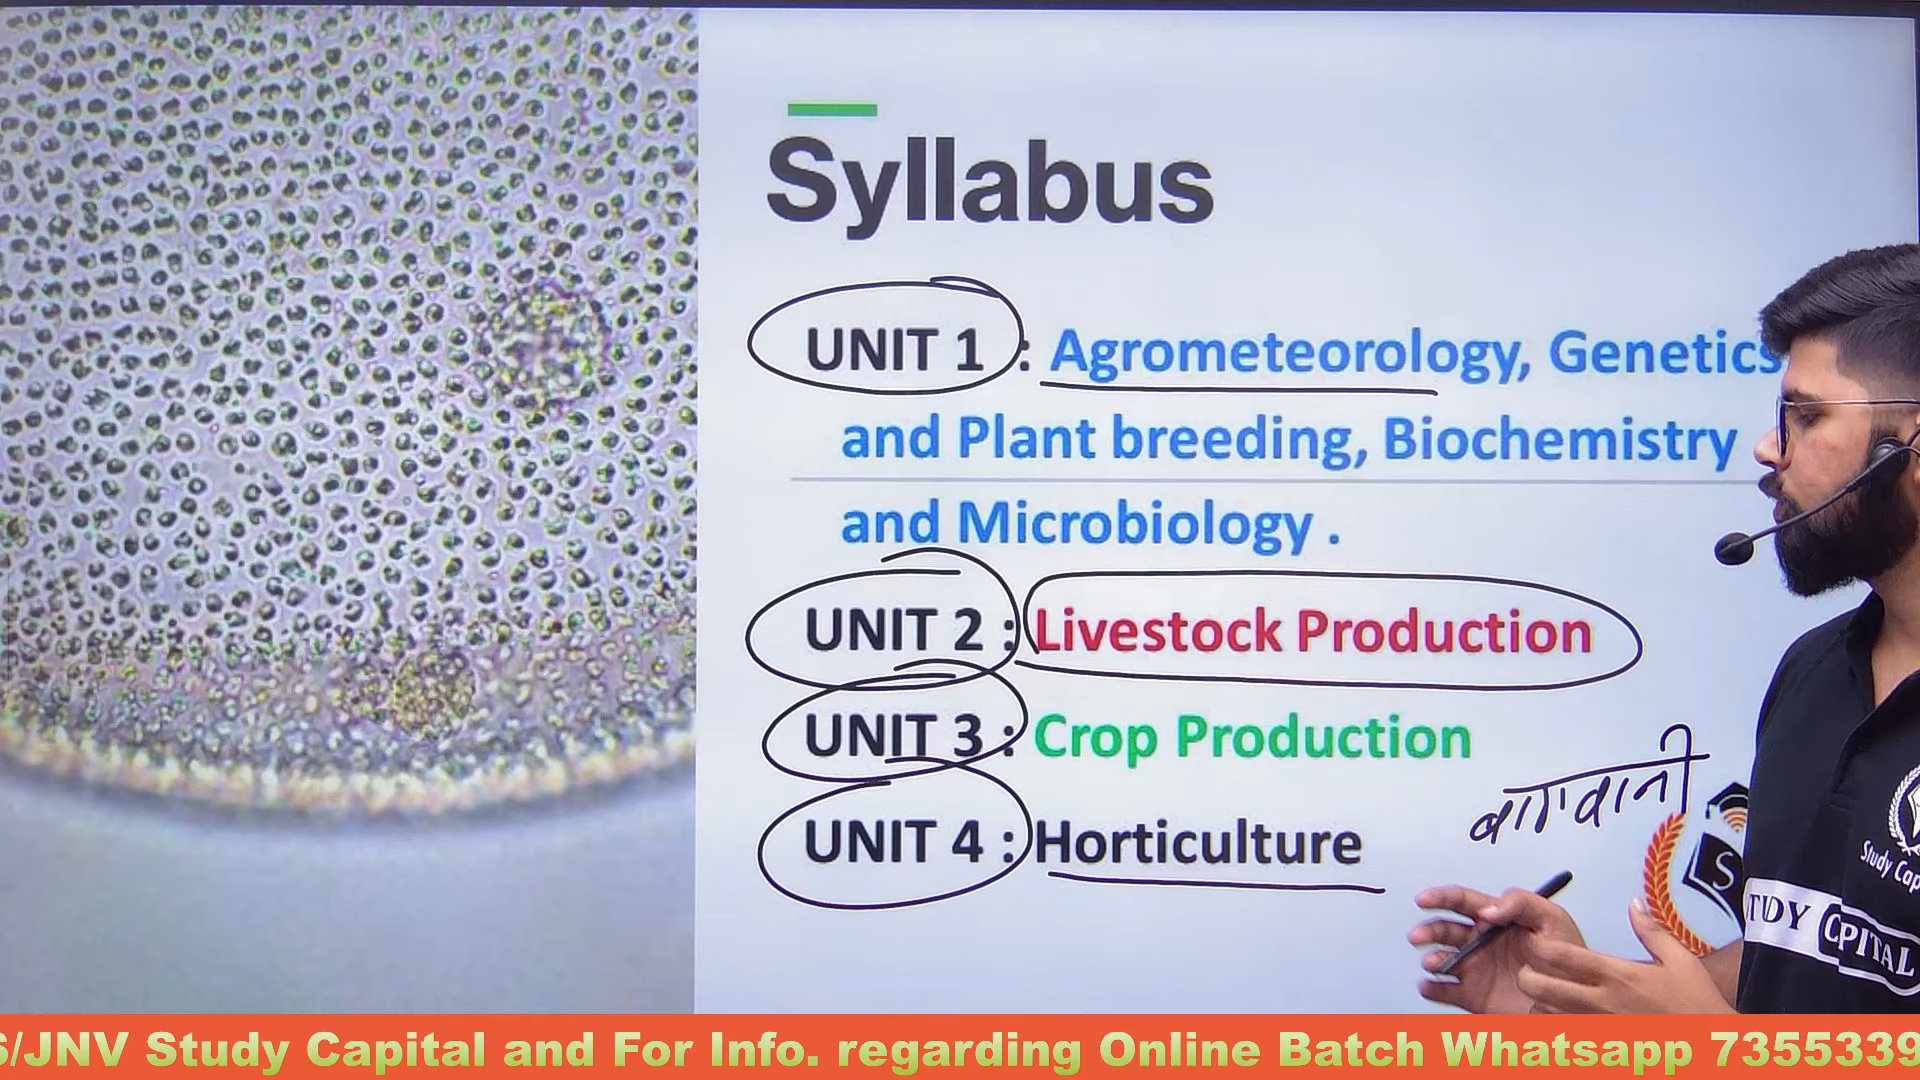 Syllabus
UNIT 1 : Agrometeorology, Genetics
and Plant breeding, Biochemistry
and Microbiology .
UNIT 2 : Livestock Production
UNIT 3 : Crop Production
बागवानी
UNIT 4 : Horticulture
S
Study Cap
TUDY CPITAL
S/JNV Study Capital and For Info. regarding Online Batch Whatsapp 7355339